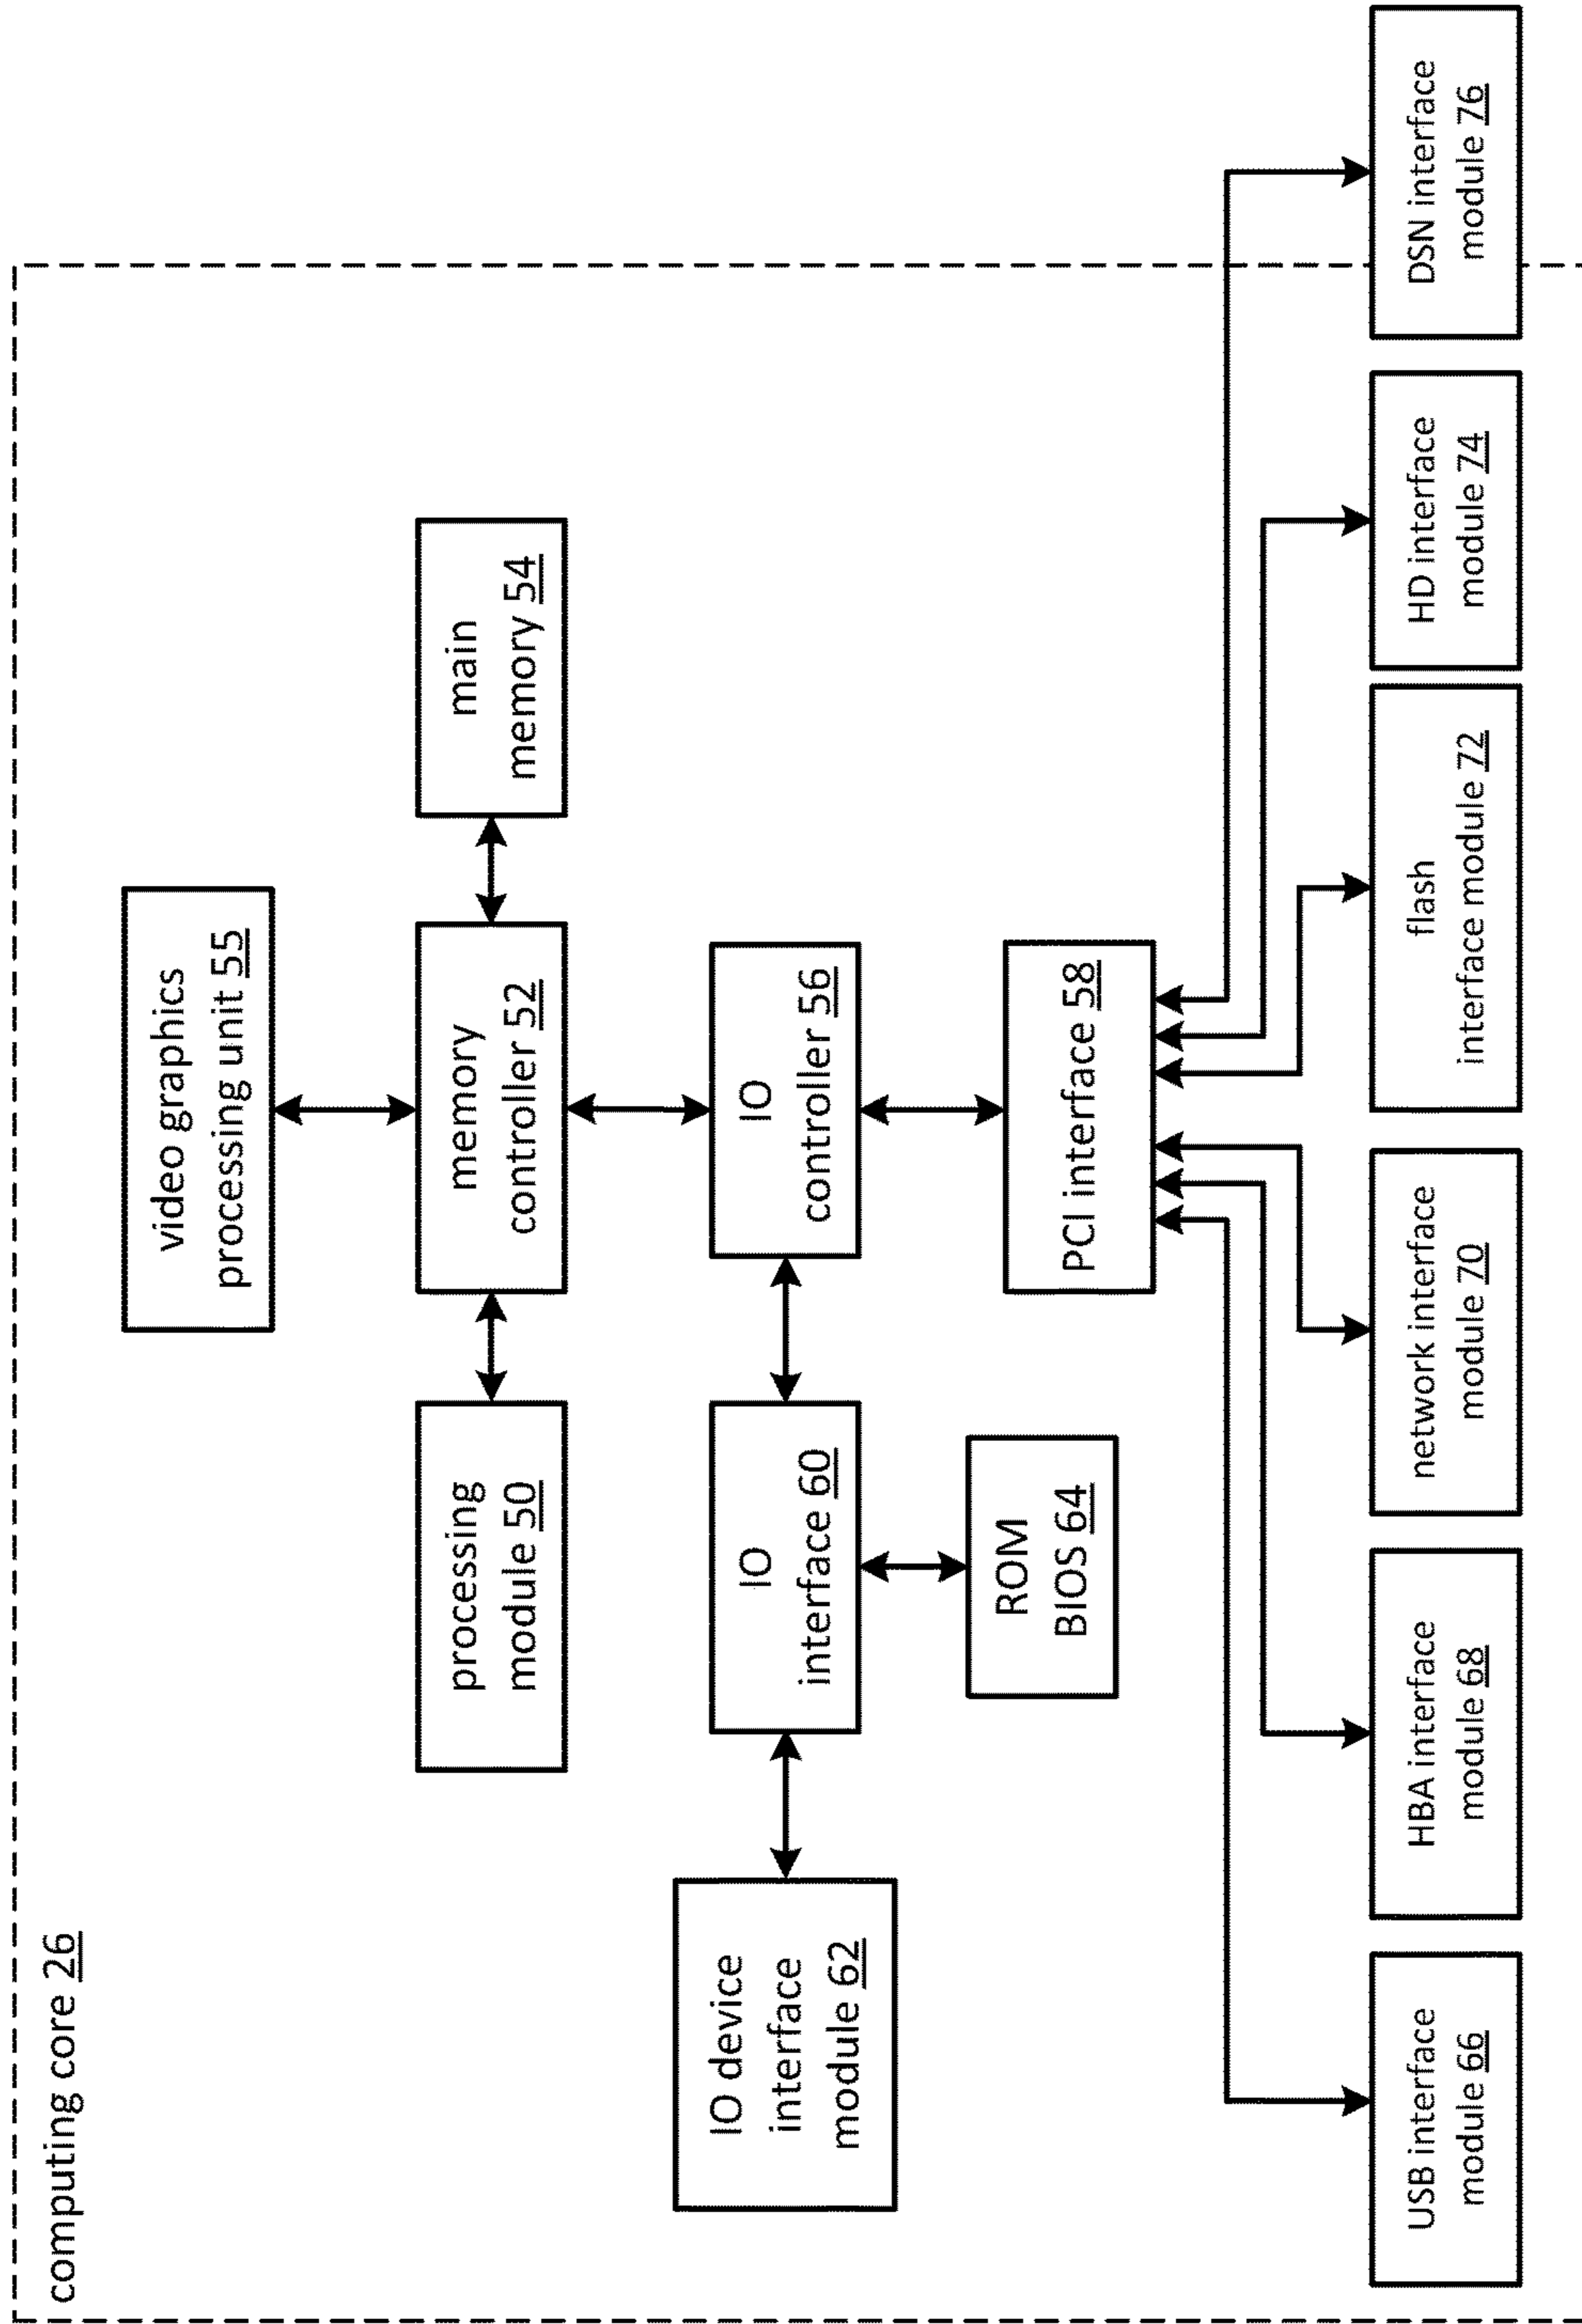 computing core 26
video graphics
processing unit 55
processing
module 50
memory
controller 52
main
memory 54
IO device
interface
module 62
IO
interface 60
IO
controller 56
ROM
BIOS 64
PCI interface 58
USB interface
module 66
HBA interface
module 68
network interface
module 70
flash
interface module 72
HD interface
module 74
DSN interface
module 76